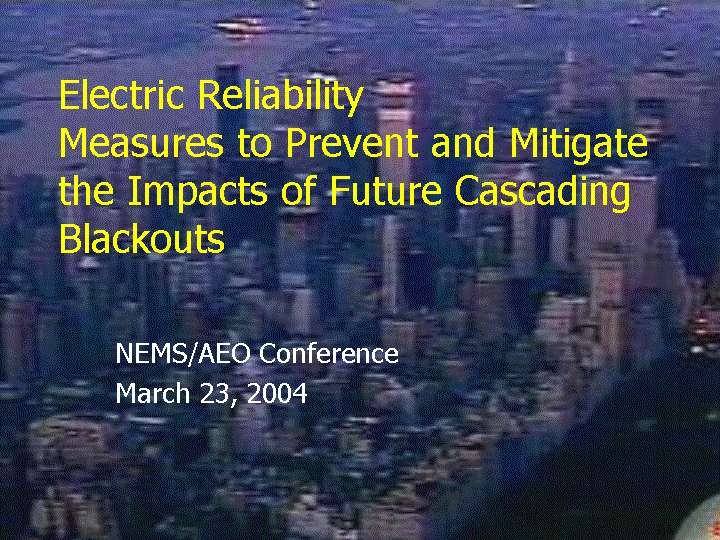 Electric Reliability
Measures to Prevent and Mitigate
the Impacts of Future Cascading
Blackouts
NEMS/AEO Conference
March 23, 2004